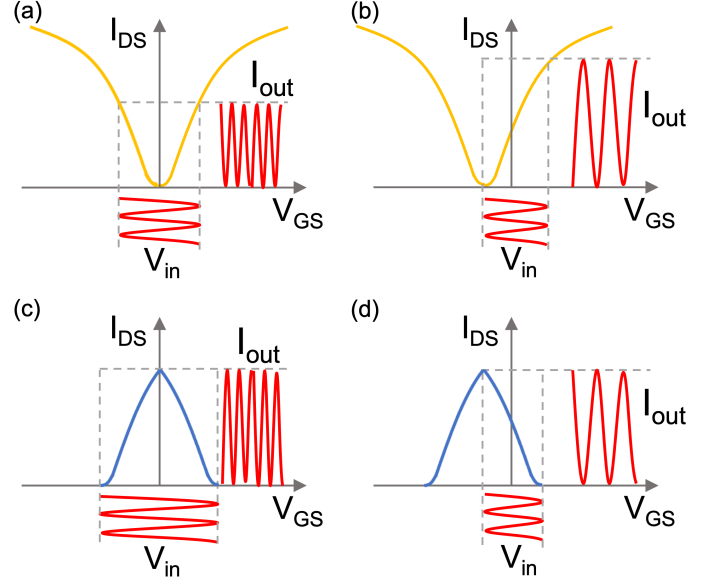 (a)
I_DS
I_out
V_GS
V_in
(b)
I_DS
I_out
V_GS
V_in
(c)
I_DS
I_out
V_GS
V_in
(d)
I_DS
I_out
V_GS
V_in